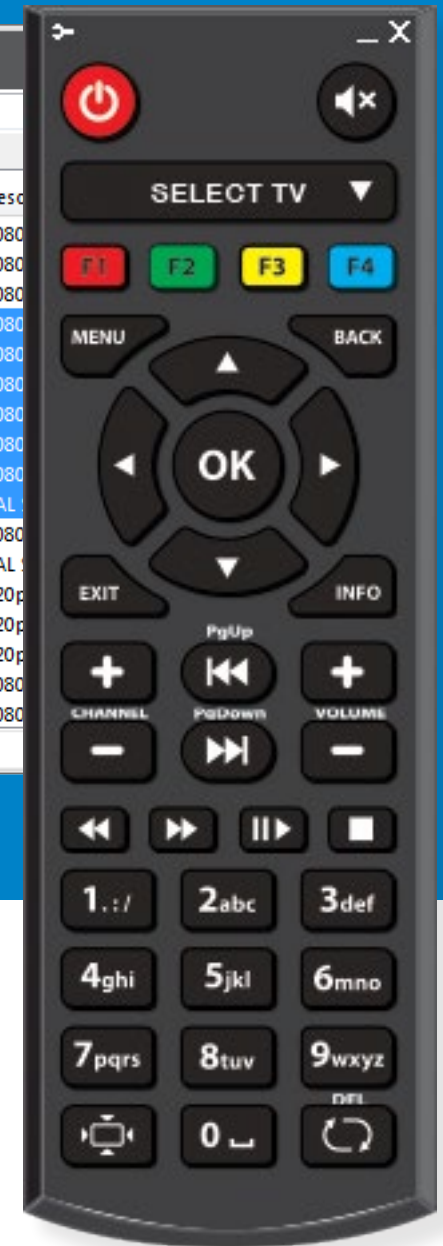 SELECT TV
F1 F2 F3 F4
MENU BACK
OK
EXIT INFO
PgUp
CHANNEL PgDown VOLUME
1.:/ 2abc 3def
4ghi 5jkl 6mno
7pqrs 8tuv 9wxyz
DEL
0